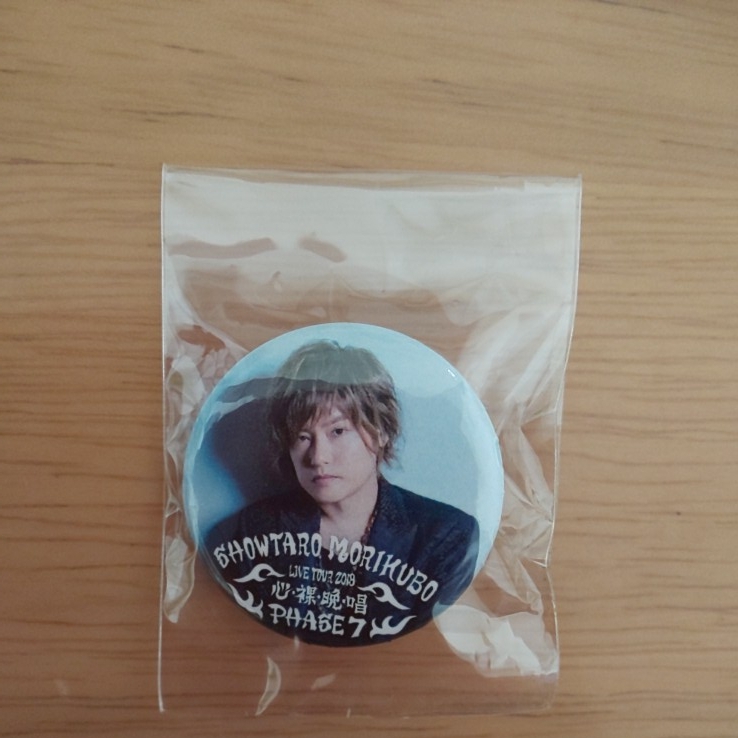 SHOWTARO MORIKUBO
LIVE TOUR 2019
心・裸・晩・唱
PHASE 7